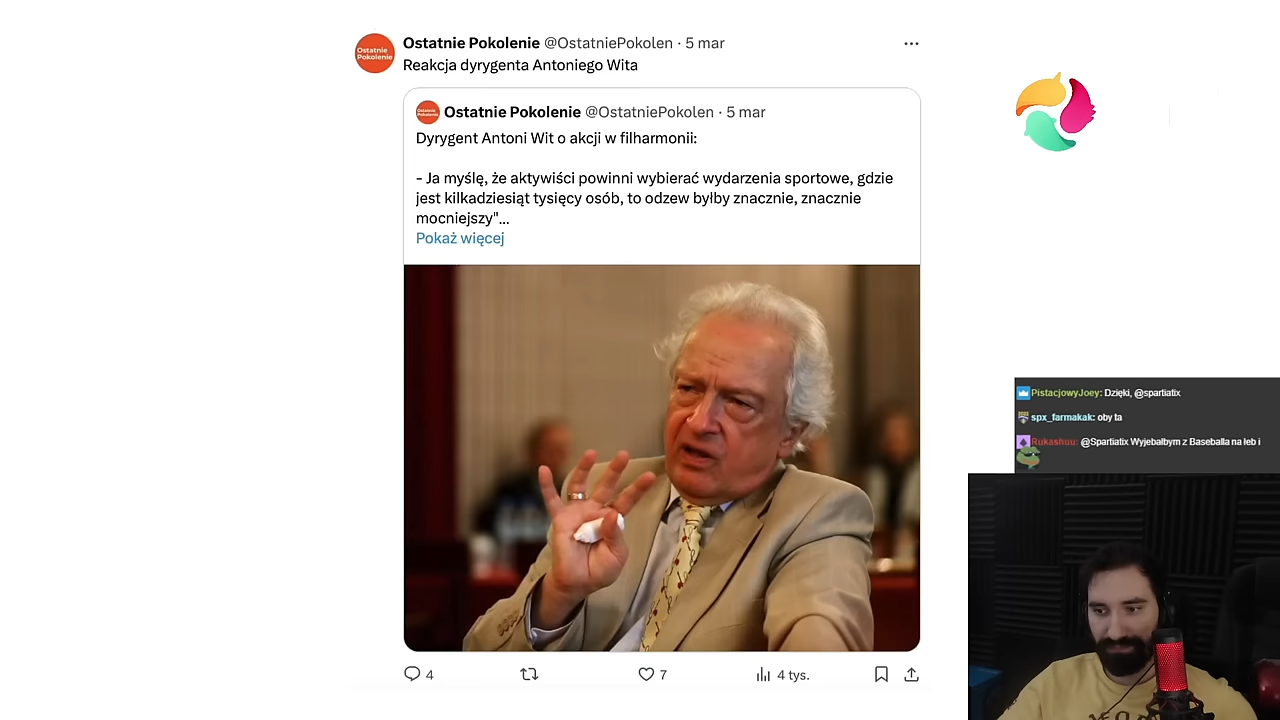 Ostatnie Pokolenie @OstatniePokolen · 5 mar
Reakcja dyrygenta Antoniego Wita
Ostatnie Pokolenie
Ostatnie Pokolenie @OstatniePokolen · 5 mar
Dyrygent Antoni Wit o akcji w filharmonii:
- Ja myślę, że aktywiści powinni wybierać wydarzenia sportowe, gdzie
jest kilkadziesiąt tysięcy osób, to odzew byłby znacznie, znacznie
mocniejszy"...
Pokaż więcej
4
7
4 tys.
PistacjowyJoey: Dzięki, @spartiatix
spx_farmakak: oby ta
Rukashuu: @Spartiatix Wyjebałbym z Baseballa na łeb i